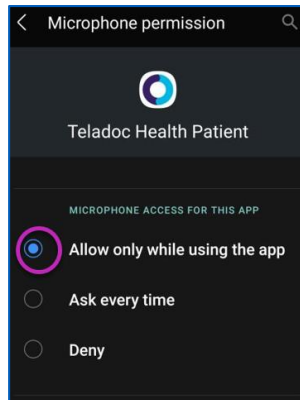 Microphone permission
Teladoc Health Patient
MICROPHONE ACCESS FOR THIS APP
Allow only while using the app
Ask every time
Deny